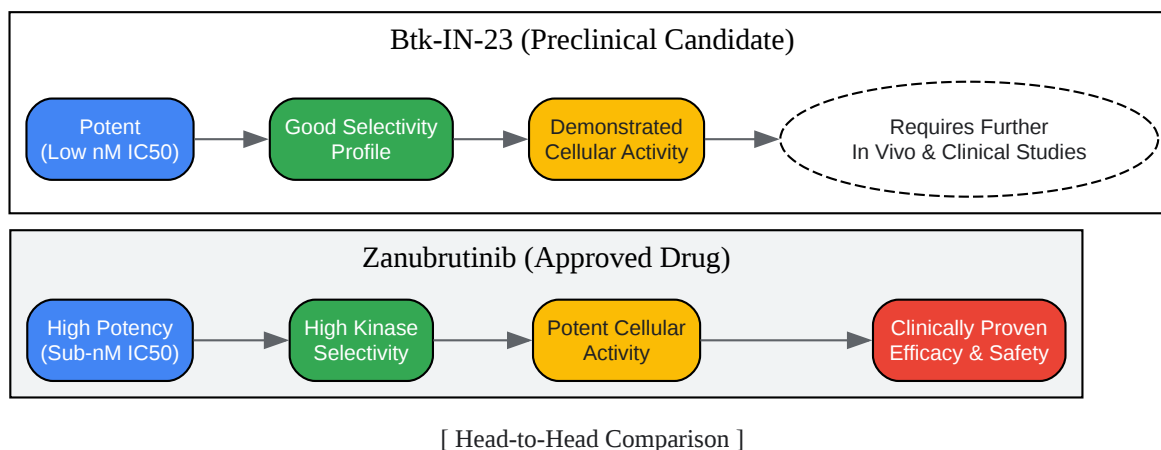 Btk-IN-23 (Preclinical Candidate)
Potent
(Low nM IC50)
Good Selectivity
Profile
Demonstrated
Cellular Activity
Requires Further
In Vivo & Clinical Studies
Zanubrutinib (Approved Drug)
High Potency
(Sub-nM IC50)
High Kinase
Selectivity
Potent Cellular
Activity
Clinically Proven
Efficacy & Safety
[ Head-to-Head Comparison ]